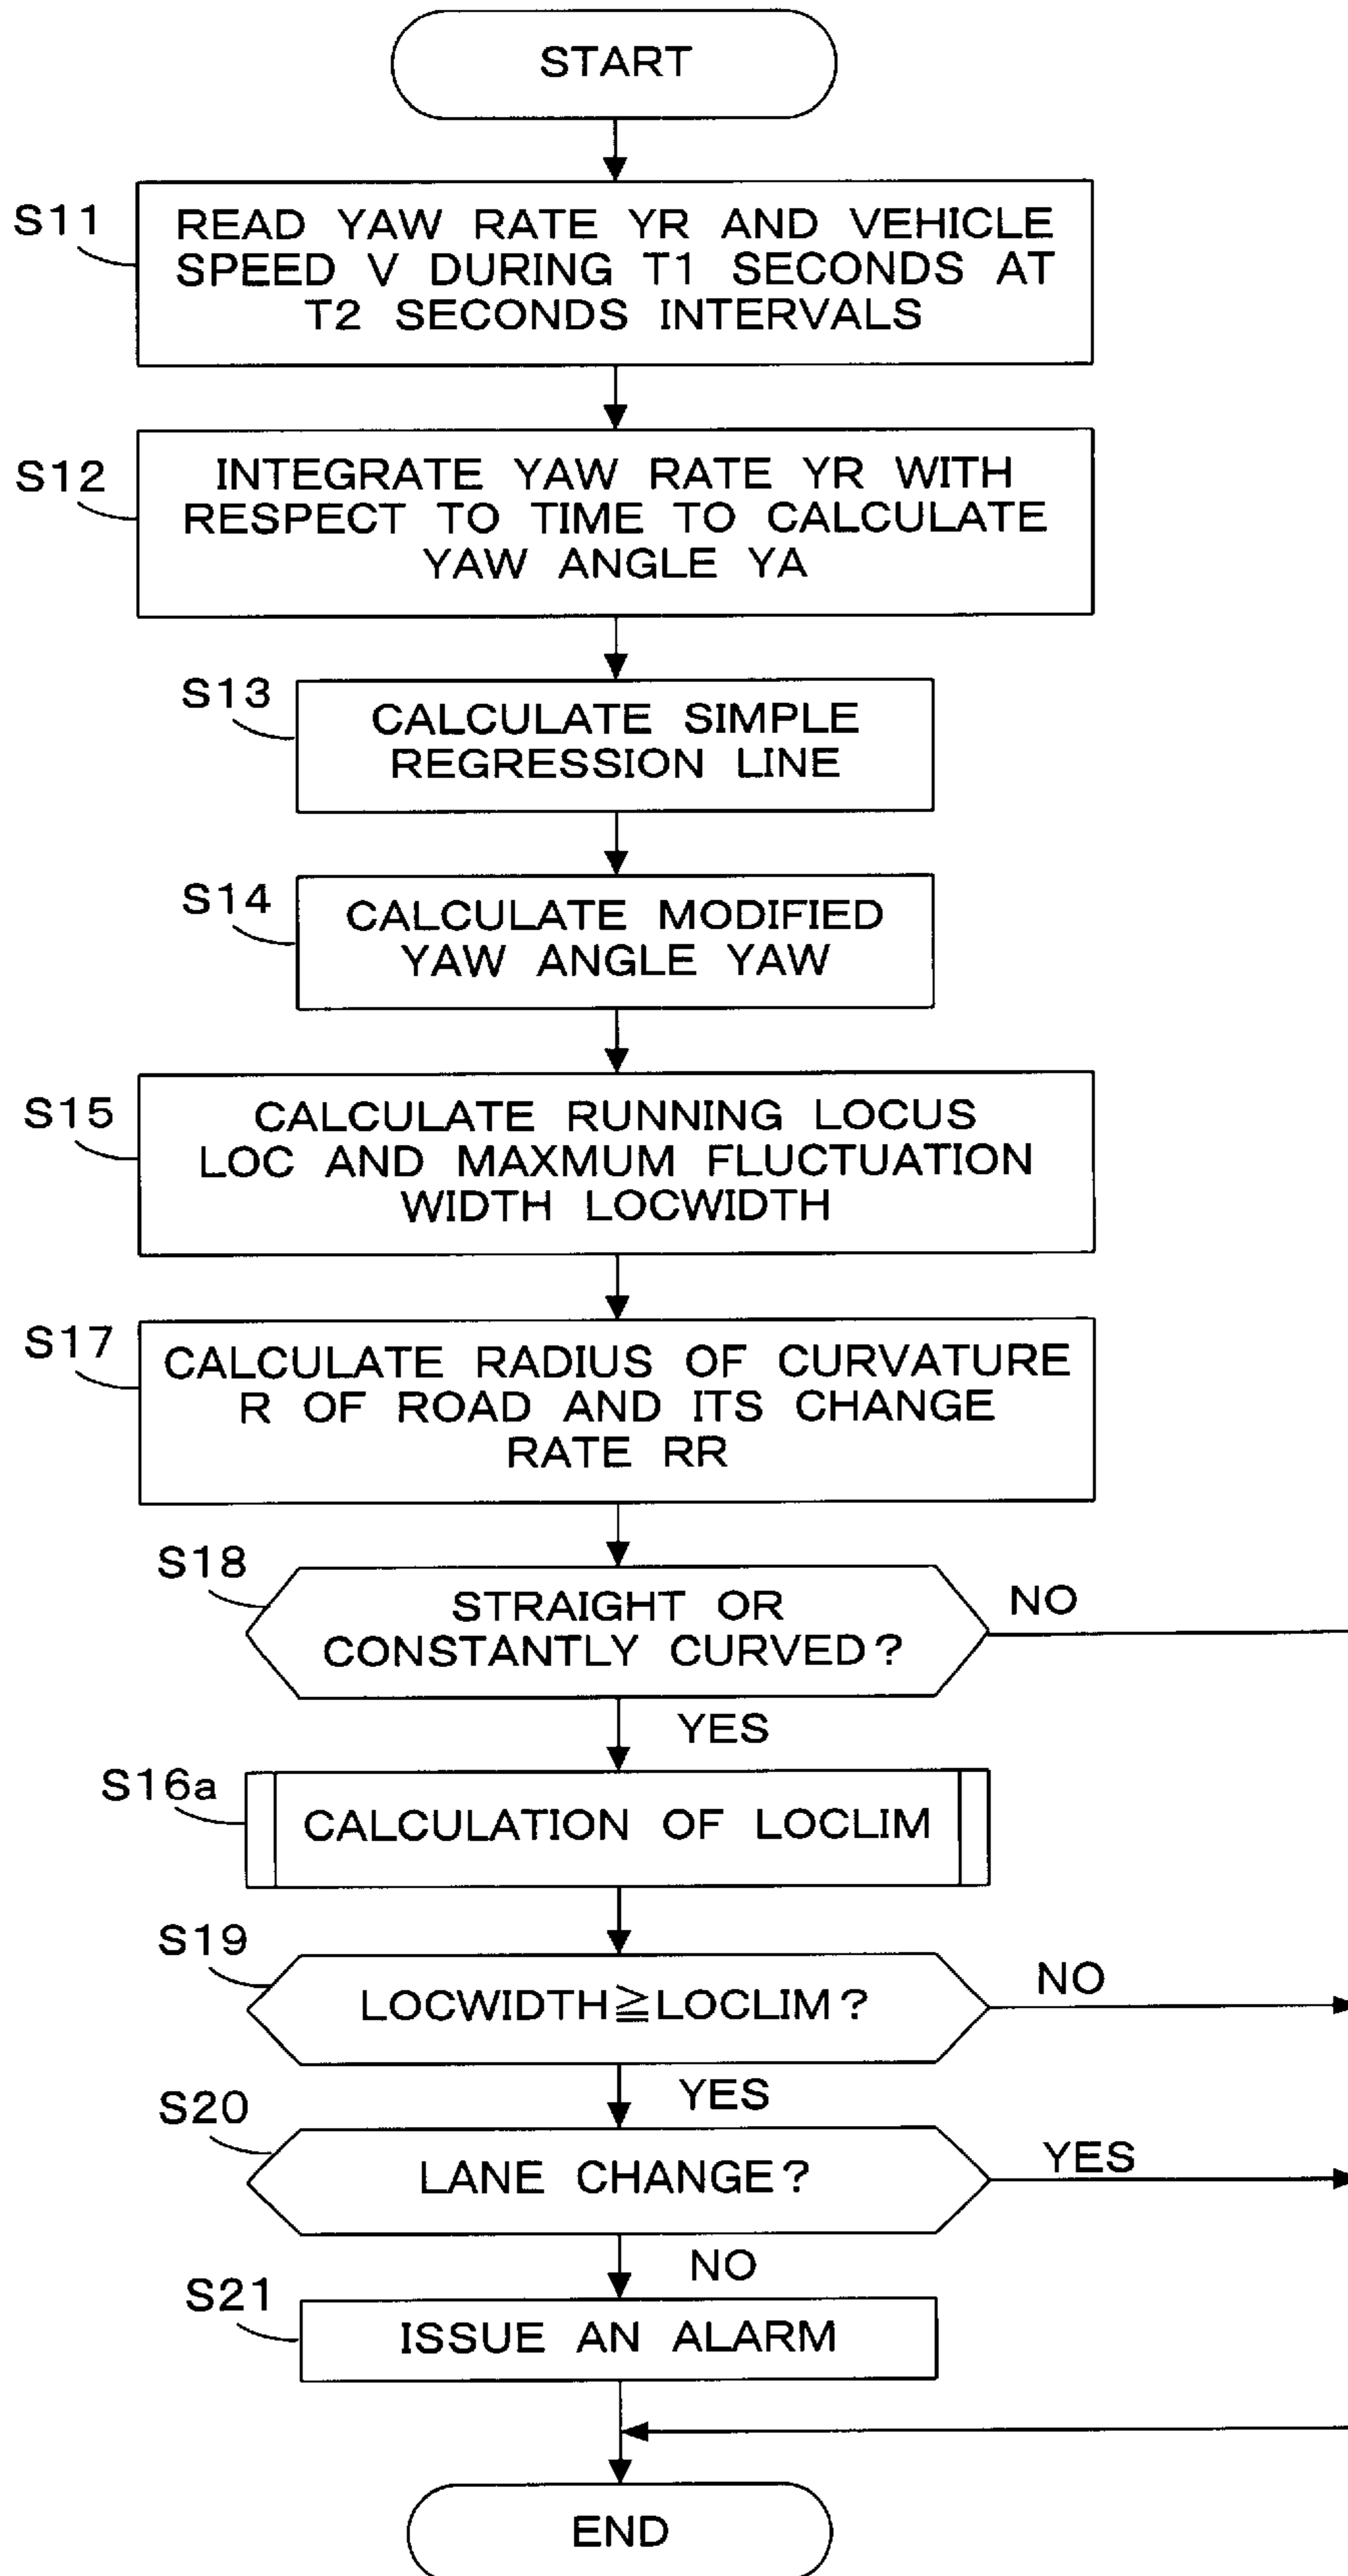 START
S11
READ YAW RATE YR AND VEHICLE
SPEED V DURING T1 SECONDS AT
T2 SECONDS INTERVALS
S12
INTEGRATE YAW RATE YR WITH
RESPECT TO TIME TO CALCULATE
YAW ANGLE YA
S13
CALCULATE SIMPLE
REGRESSION LINE
S14
CALCULATE MODIFIED
YAW ANGLE YAW
S15
CALCULATE RUNNING LOCUS
LOC AND MAXMUM FLUCTUATION
WIDTH LOCWIDTH
S17
CALCULATE RADIUS OF CURVATURE
R OF ROAD AND ITS CHANGE
RATE RR
S18
STRAIGHT OR
CONSTANTLY CURVED?
NO
YES
S16a
CALCULATION OF LOCLIM
S19
LOCWIDTH≧LOCLIM?
NO
YES
S20
LANE CHANGE?
YES
NO
S21
ISSUE AN ALARM
END